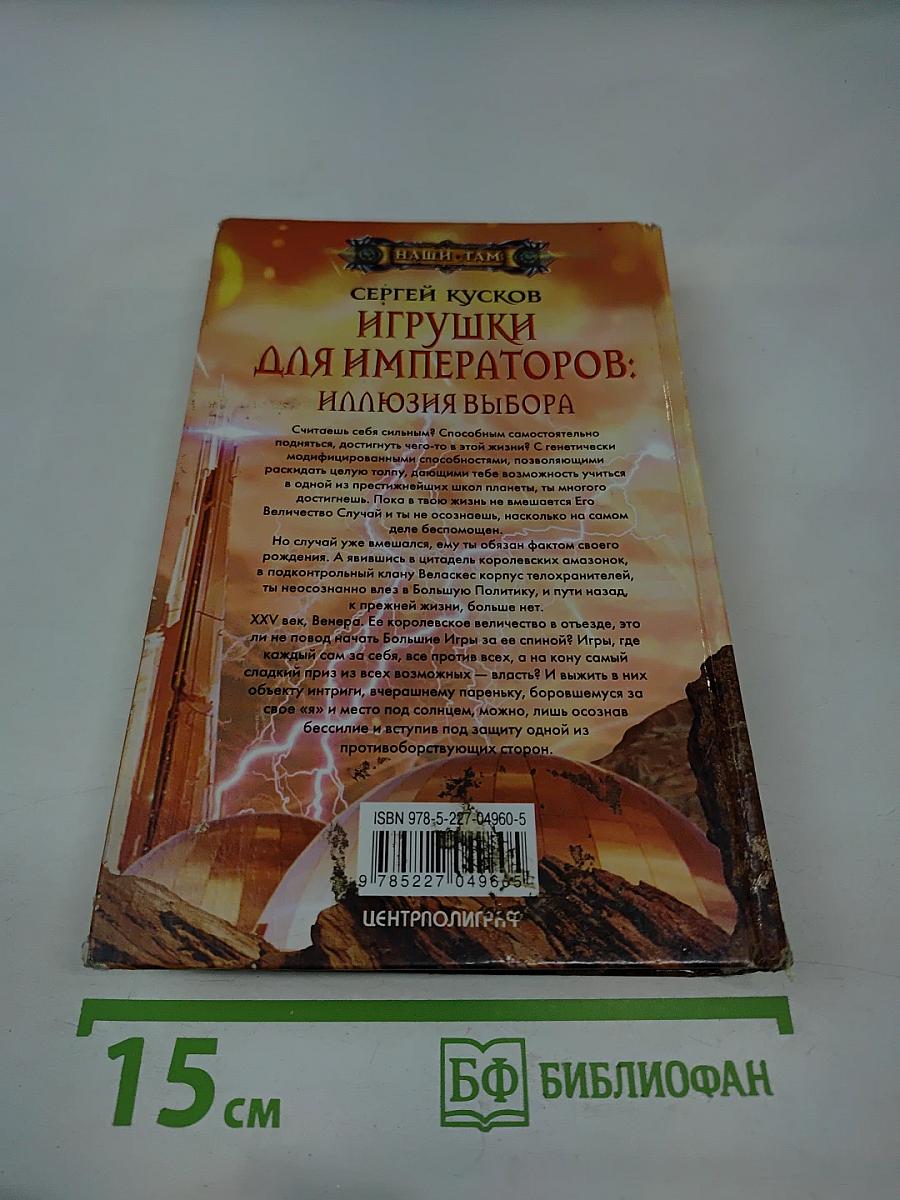 НАШИ ТАМ
СЕРГЕЙ КУСКОВ
ИГРУШКИ
ДЛЯ ИМПЕРАТОРОВ:
ИЛЛЮЗИЯ ВЫБОРА
Считаешь себя сильным? Способным самостоятельно
подняться, достигнуть чего-то в этой жизни? С генетически
модифицированными способностями, позволяющими
раскидать целую толпу, дающими тебе возможность учиться
в одной из престижнейших школ планеты, ты многого
достигнешь. Пока в твою жизнь не вмешается Его
Величество Случай и ты не осознаешь, насколько на самом
деле беспомощен.
Но случай уже вмешался, ему ты обязан фактом своего
рождения. А явившись в цитадель королевских амазонок,
в подконтрольный клану Веласкес корпус телохранителей,
ты неосознанно влез в Большую Политику, и пути назад,
к прежней жизни, больше нет.
XXV век, Венера. Ее королевское величество в отъезде, это
ли не повод начать Большие Игры за ее спиной? Игры, где
каждый сам за себя, все против всех, а на кону самый
сладкий приз из всех возможных — власть? И выжить в них
объекту интриги, вчерашнему пареньку, боровшемуся за
свое «я» и место под солнцем, можно, лишь осознав
бессилие и вступив под защиту одной из
противоборствующих сторон.
ISBN 978-5-227-04960-5
9 785227 049605
ЦЕНТРПОЛИГРАФ
15 см
БФ БИБЛИОФАН